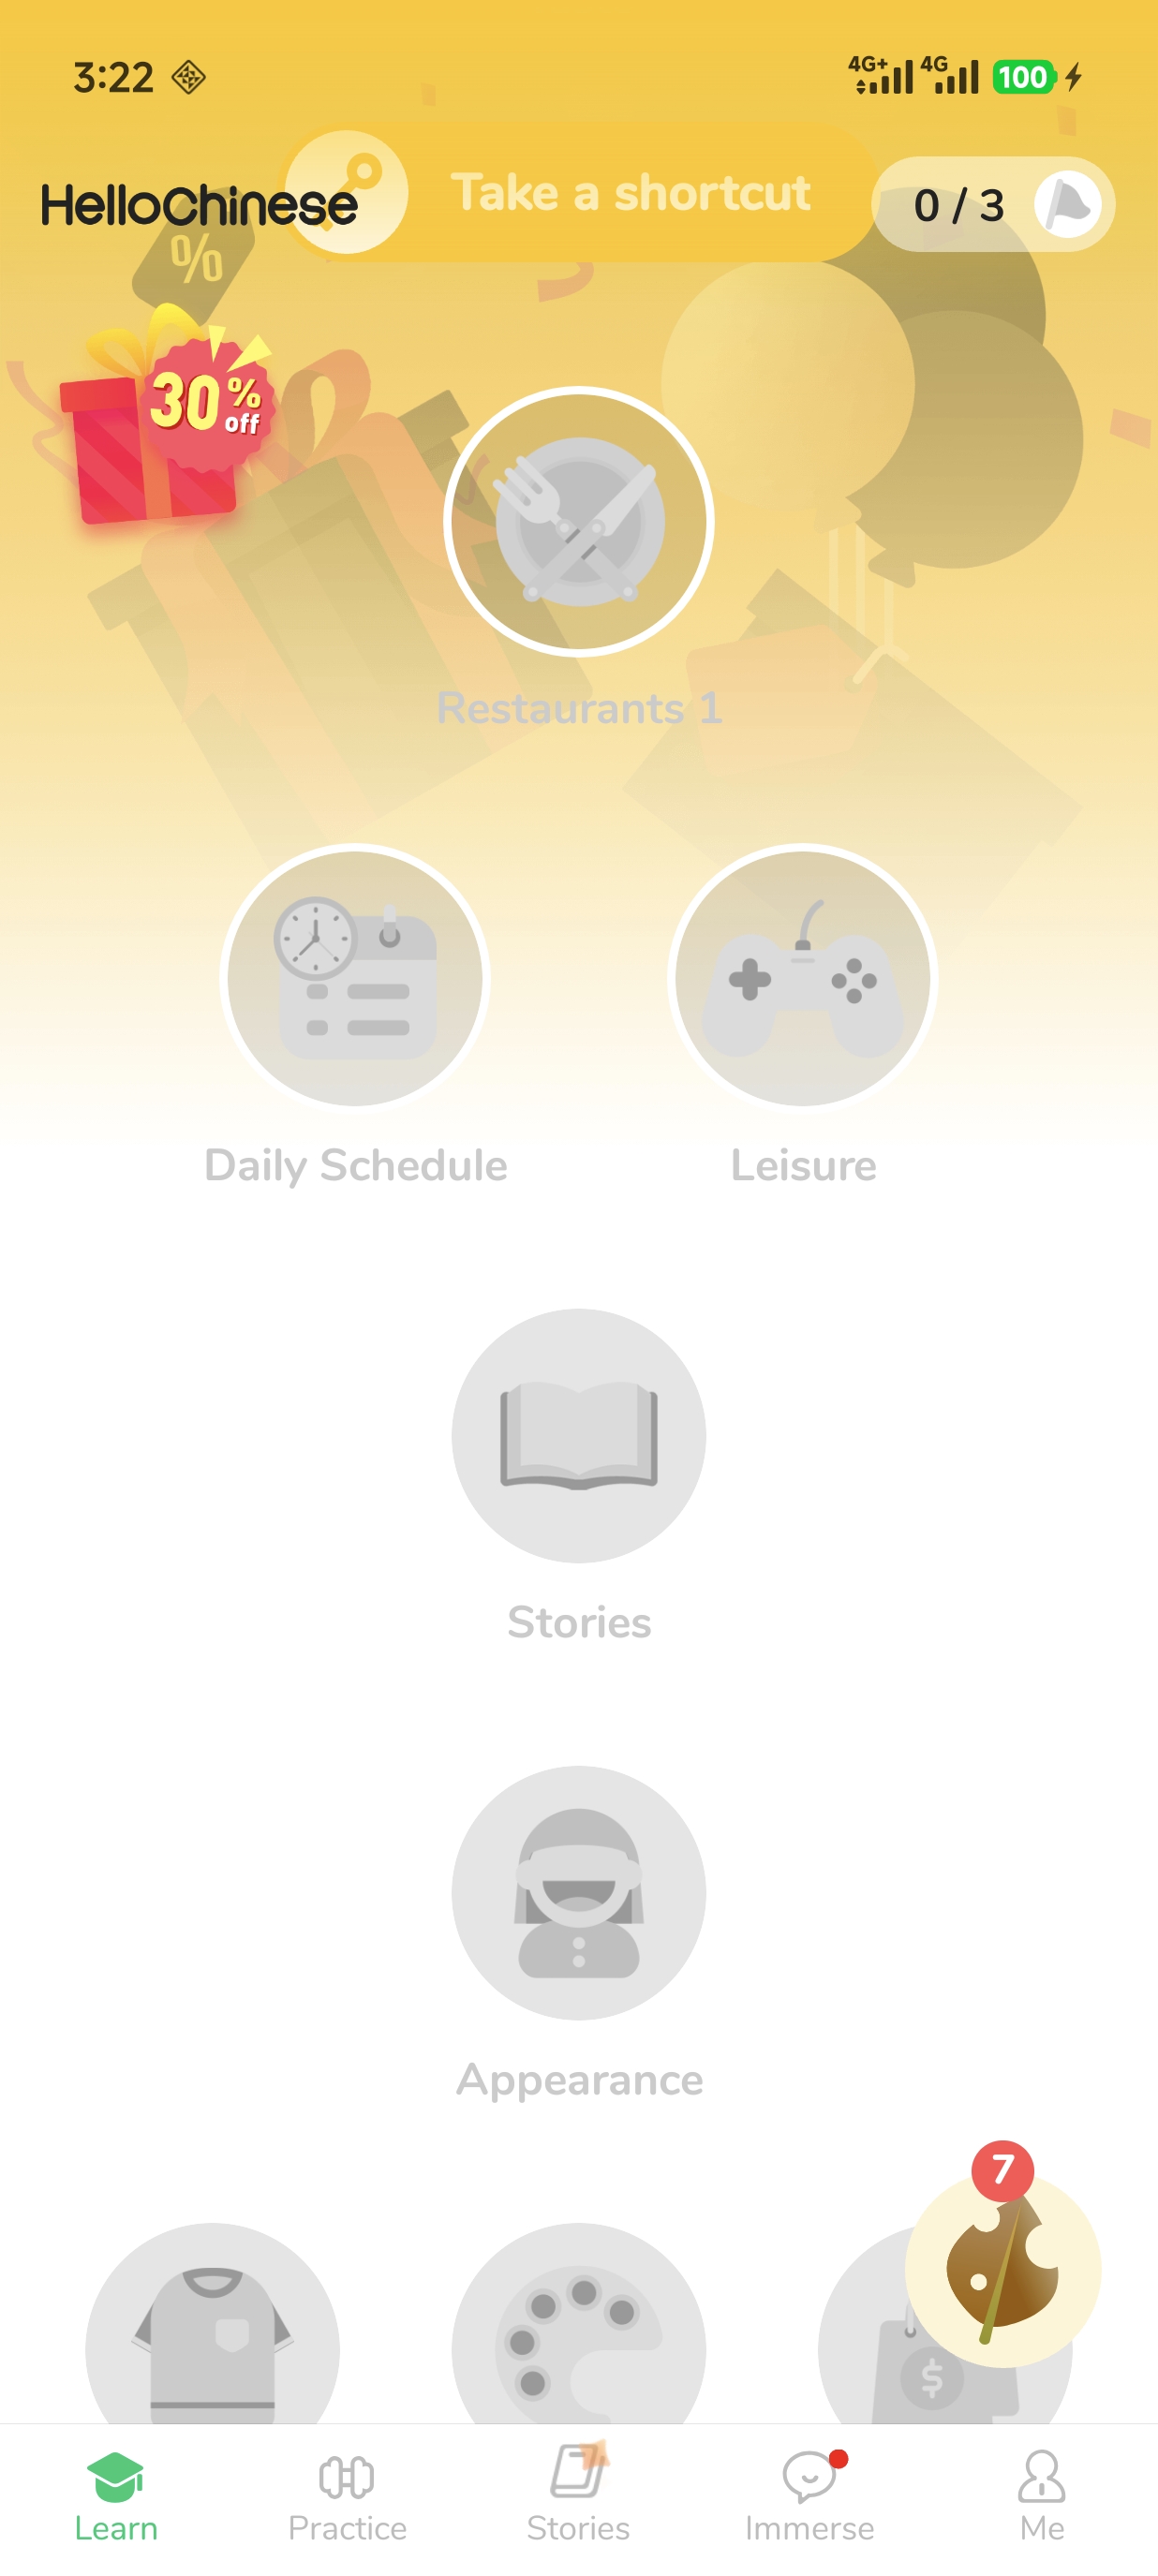 3:22
4G+ 4G 100
HelloChinese
Take a shortcut
0 / 3
%
30% off
Restaurants 1
Daily Schedule
Leisure
Stories
Appearance
7
$
Learn
Practice
Stories
Immerse
Me